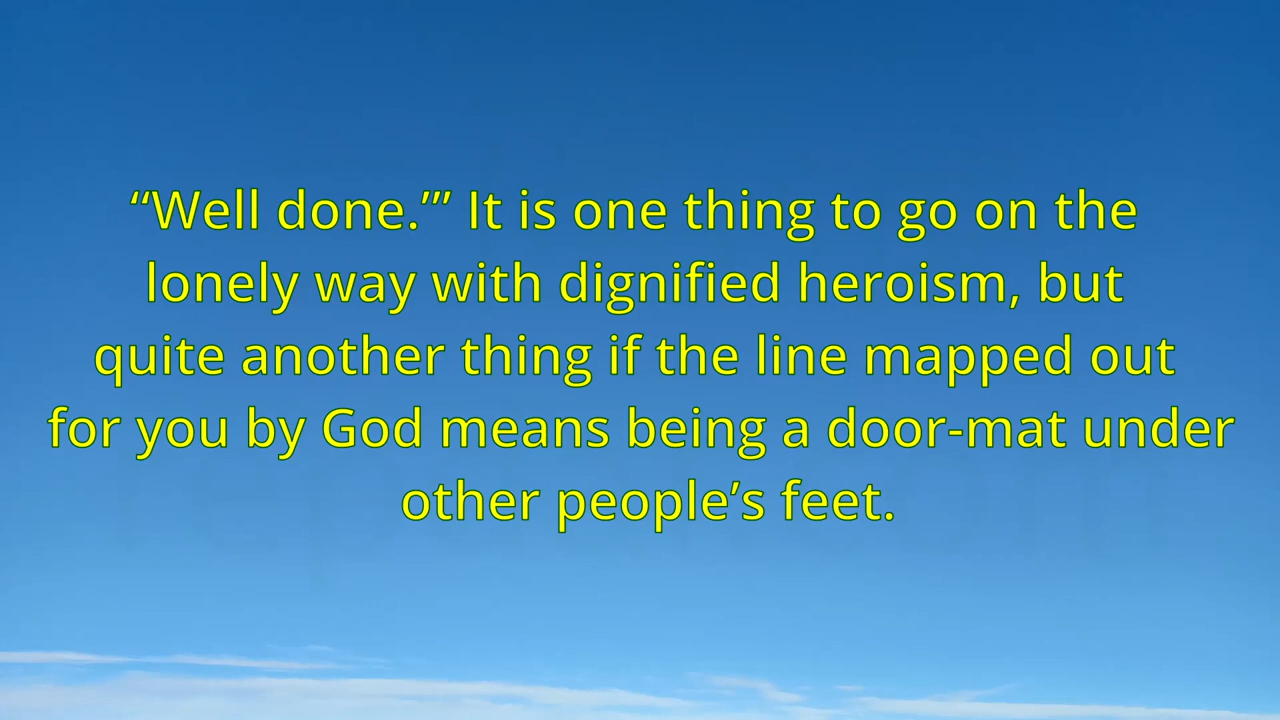 “Well done.’” It is one thing to go on the
lonely way with dignified heroism, but
quite another thing if the line mapped out
for you by God means being a door-mat under
other people’s feet.